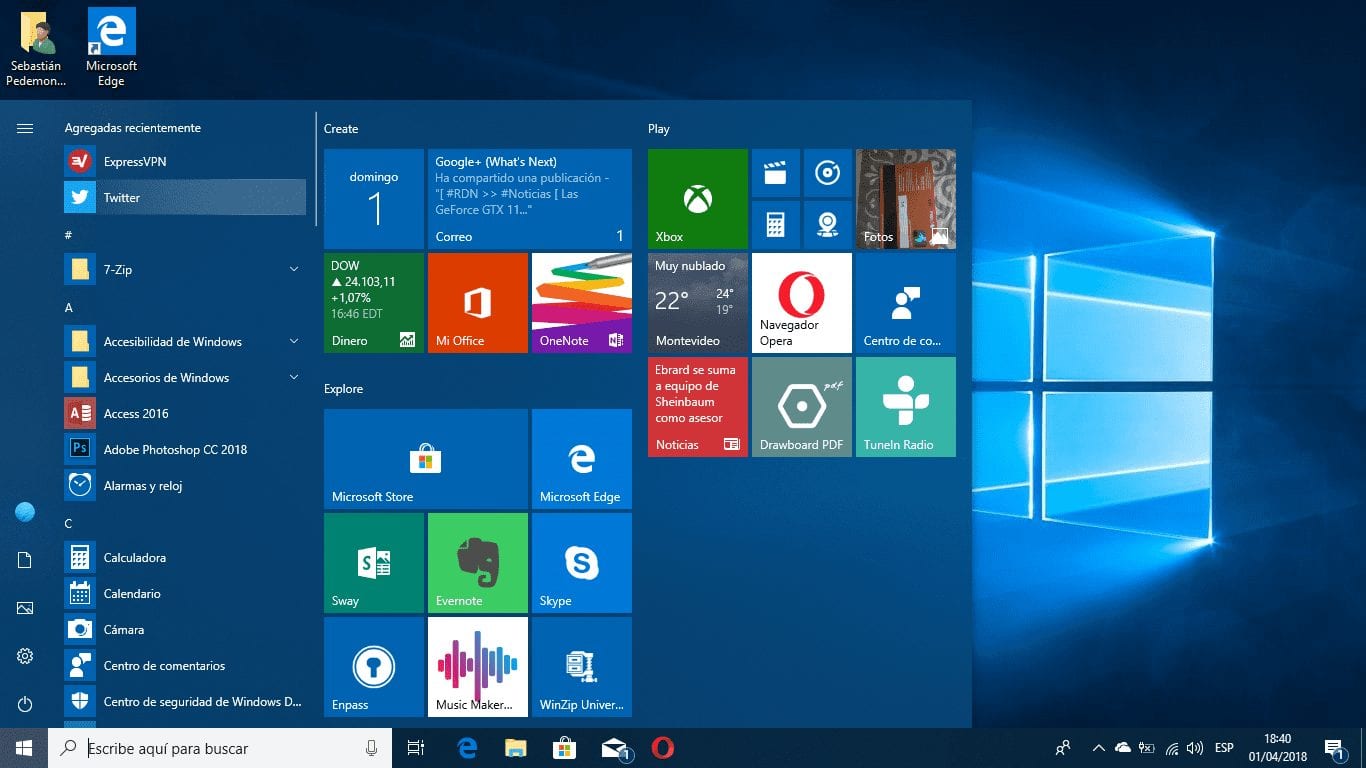 Sebastián
Pedemon...
Microsoft
Edge
Agregadas recientemente
ExpressVPN
Twitter
#
7-Zip
A
Accesibilidad de Windows
Accesorios de Windows
Access 2016
Adobe Photoshop CC 2018
Alarmas y reloj
C
Calculadora
Calendario
Cámara
Centro de comentarios
Centro de seguridad de Windows D...
Create
domingo
1
Google+ (What's Next)
Ha compartido una publicación -
"[ #RDN >> #Noticias [ Las
GeForce GTX 11..."
Correo 1
DOW
▲ 24.103,11
+1,07%
16:46 EDT
Dinero
Mi Office
OneNote
Explore
Microsoft Store
Microsoft Edge
Sway
Evernote
Skype
Enpass
Music Maker...
WinZip Univer...
Play
Xbox
Fotos
Muy nublado
22° 24°
19°
Montevideo
Navegador
Opera
Centro de co...
Ebrard se suma
a equipo de
Sheinbaum
como asesor
Noticias
pdf
Drawboard PDF
TuneIn Radio
Escribe aquí para buscar
1
ESP
18:40
01/04/2018
1